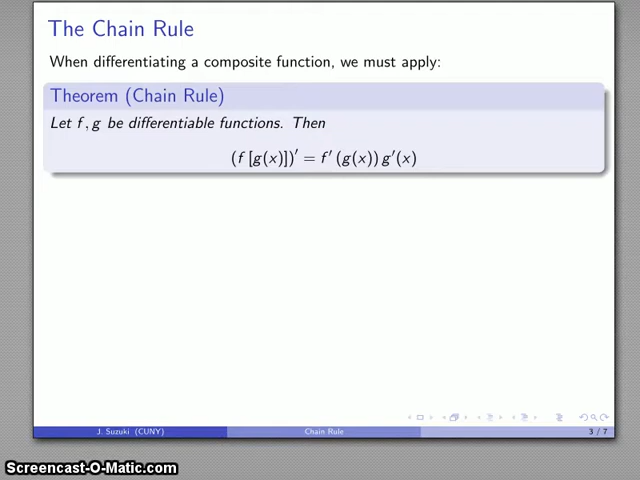 The Chain Rule
When differentiating a composite function, we must apply:
Theorem (Chain Rule)
Let f, g be differentiable functions. Then
(f [g(x)])′ = f′ (g(x)) g′(x)
J. Suzuki (CUNY) Chain Rule 3 / 7
Screencast-O-Matic.com